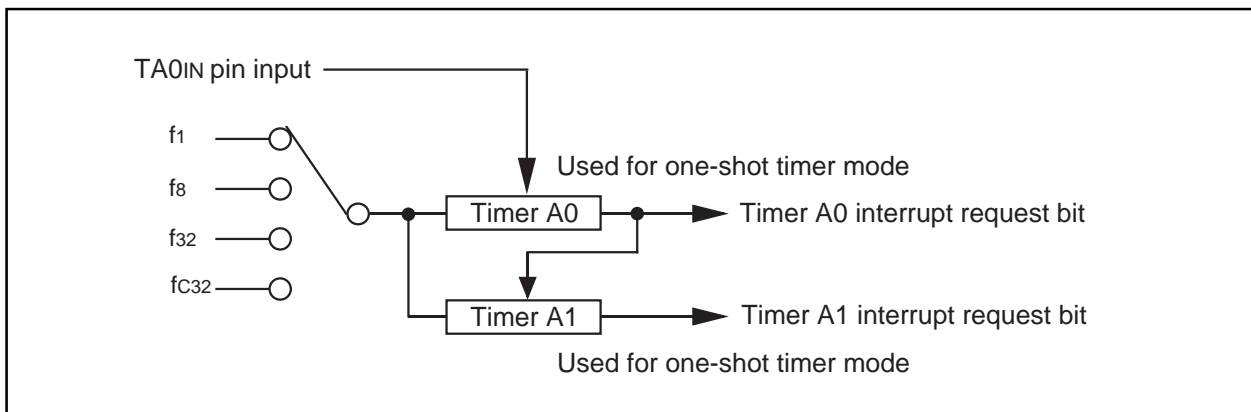 TA0IN pin input
f1
f8
f32
fC32
Used for one-shot timer mode
Timer A0
Timer A0 interrupt request bit
Timer A1
Timer A1 interrupt request bit
Used for one-shot timer mode